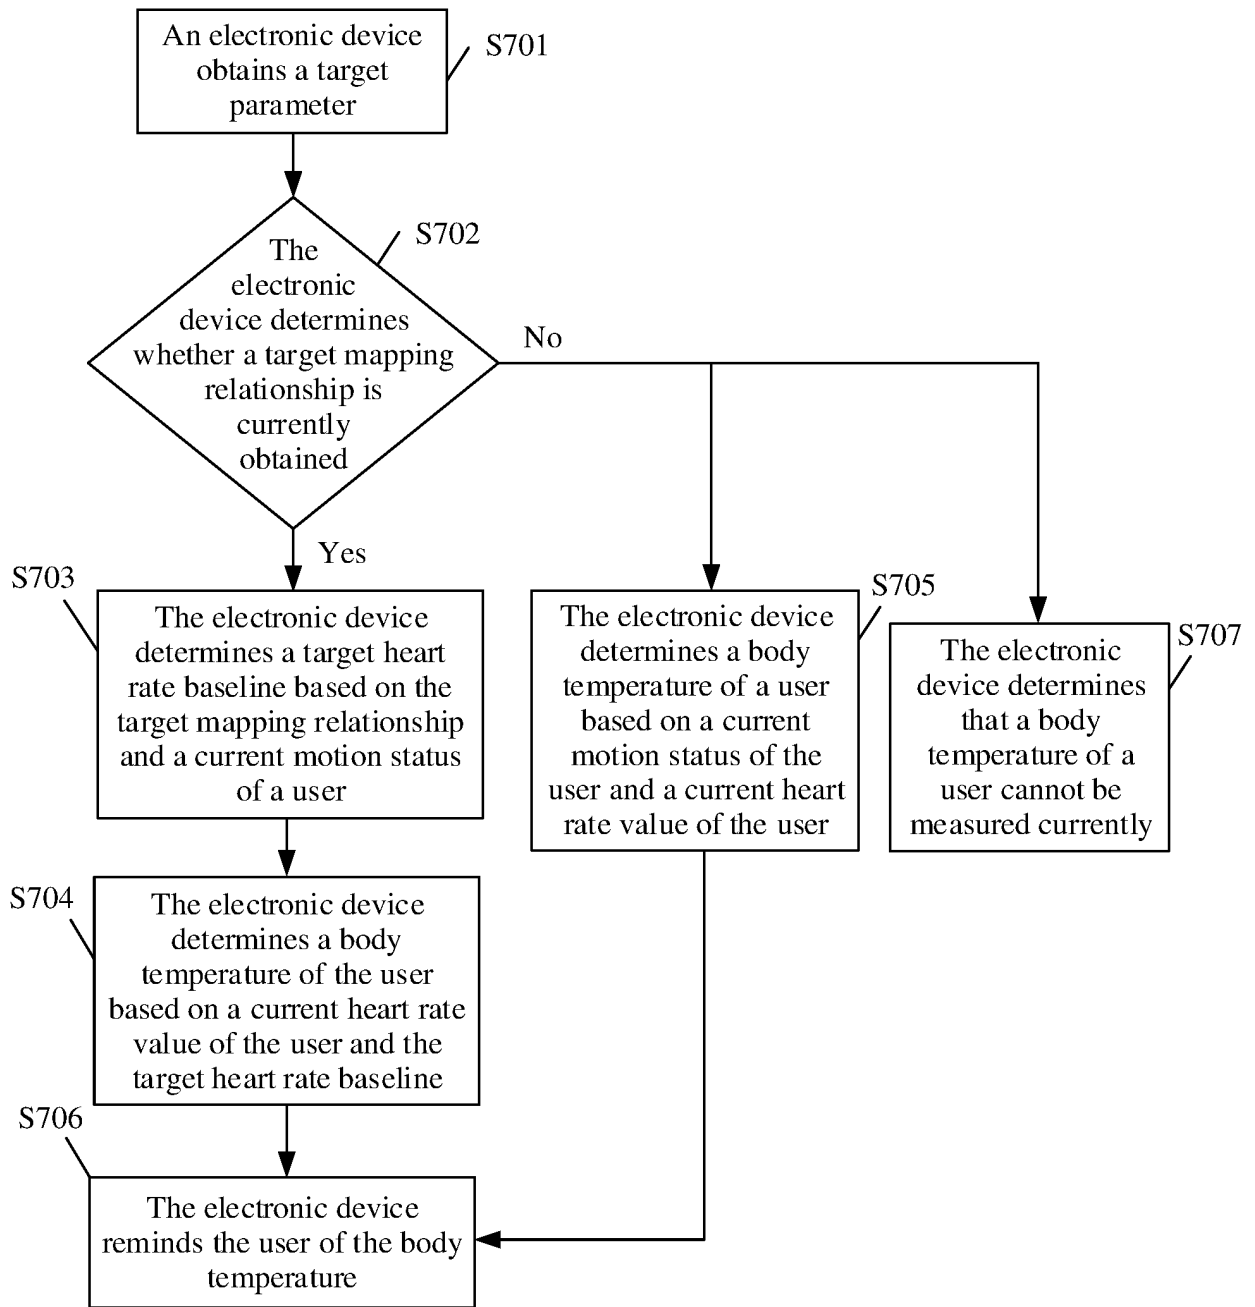 An electronic device
obtains a target
parameter
S701
The
electronic
device determines
whether a target mapping
relationship is
currently
obtained
S702
No
Yes
S703
The electronic device
determines a target heart
rate baseline based on the
target mapping relationship
and a current motion status
of a user
The electronic device
determines a body
temperature of a user
based on a current
motion status of the
user and a current heart
rate value of the user
S705
The electronic
device determines
that a body
temperature of a
user cannot be
measured currently
S707
S704
The electronic device
determines a body
temperature of the user
based on a current heart rate
value of the user and the
target heart rate baseline
S706
The electronic device
reminds the user of the body
temperature